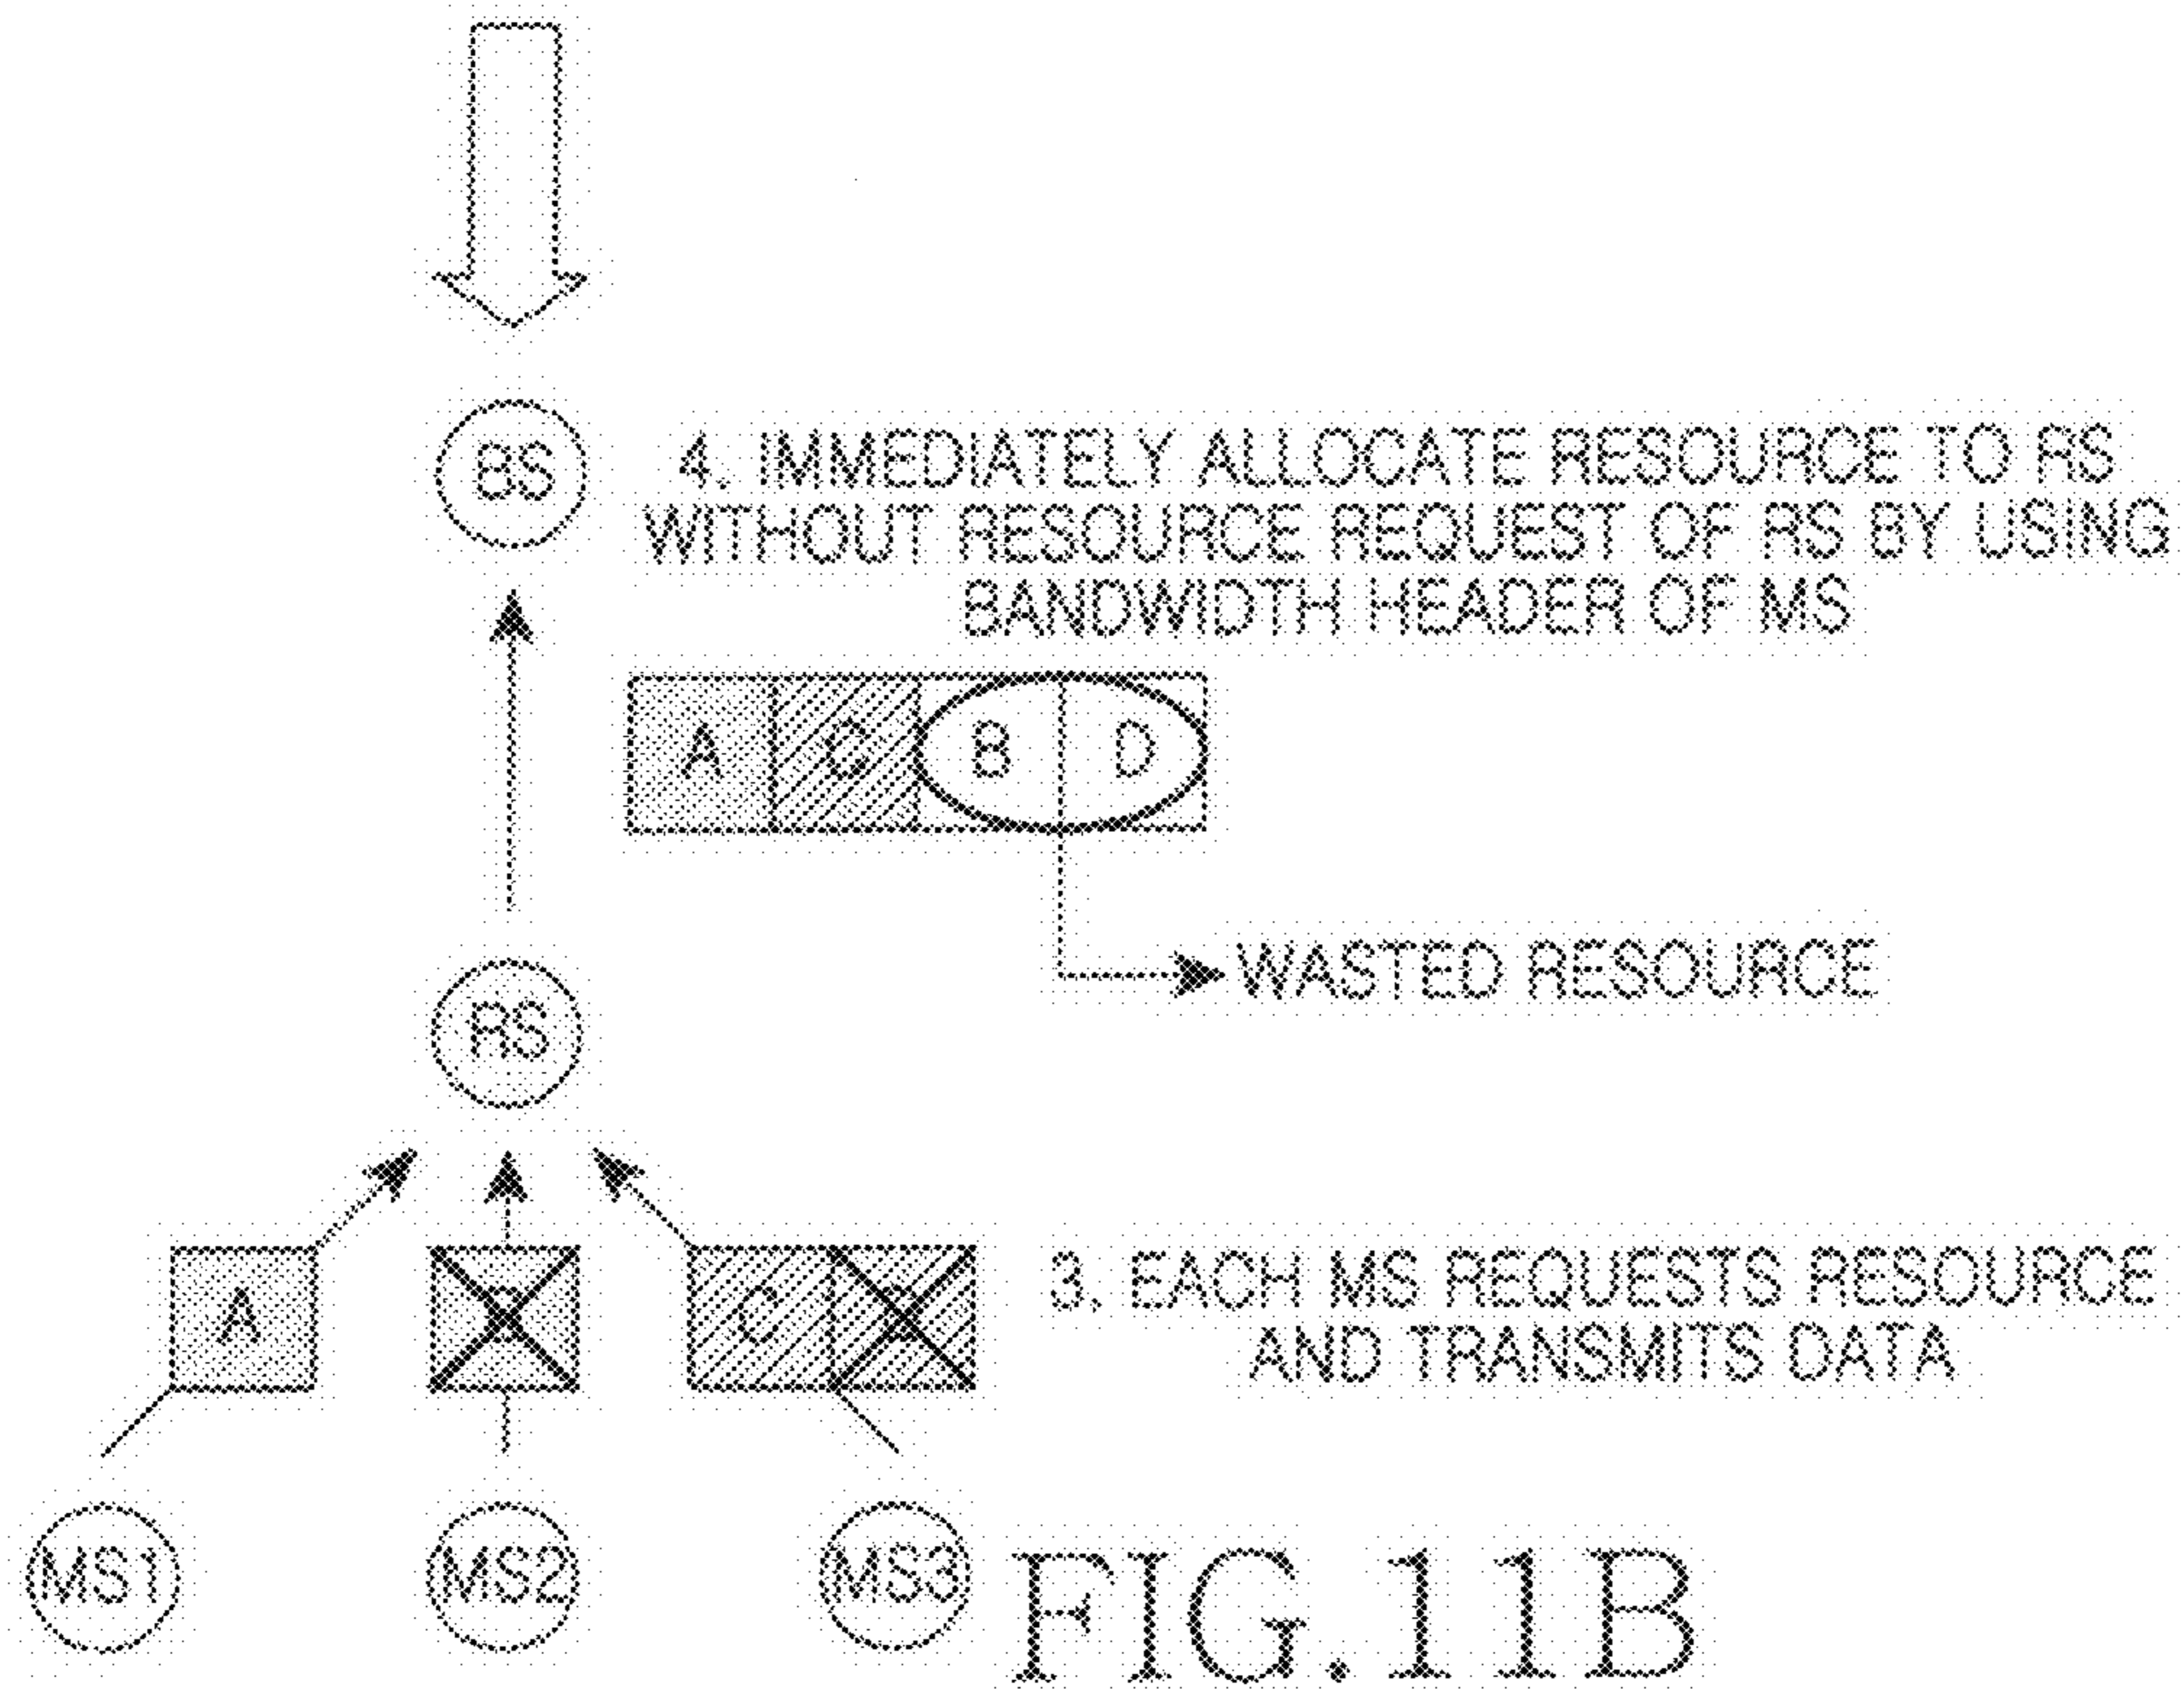 BS
4. IMMEDIATELY ALLOCATE RESOURCE TO RS
WITHOUT RESOURCE REQUEST OF RS BY USING
BANDWIDTH HEADER OF MS
A C B D
WASTED RESOURCE
RS
A C
3. EACH MS REQUESTS RESOURCE
AND TRANSMITS DATA
MS1 MS2 MS3
FIG.11B